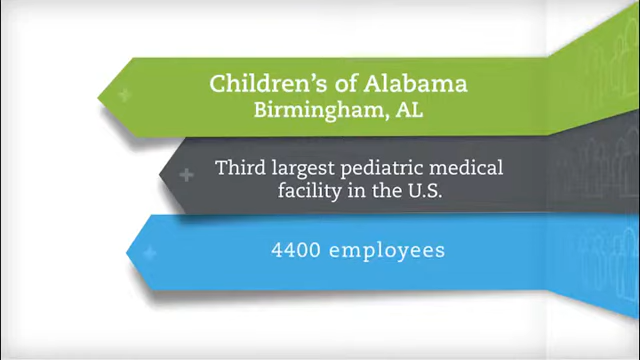 Children's of Alabama
Birmingham, AL
Third largest pediatric medical
facility in the U.S.
4400 employees